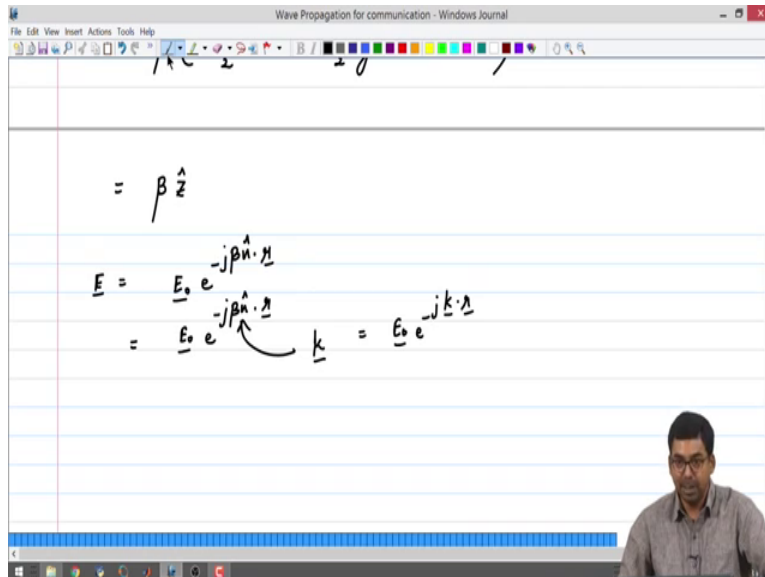 Wave Propagation for communication - Windows Journal
File Edit View Insert Actions Tools Help
B I
2
= β ẑ
E = E₀ e^{-jβn̂·r}
= E₀ e^{-jβn̂·r} k = E₀ e^{-jk·r}